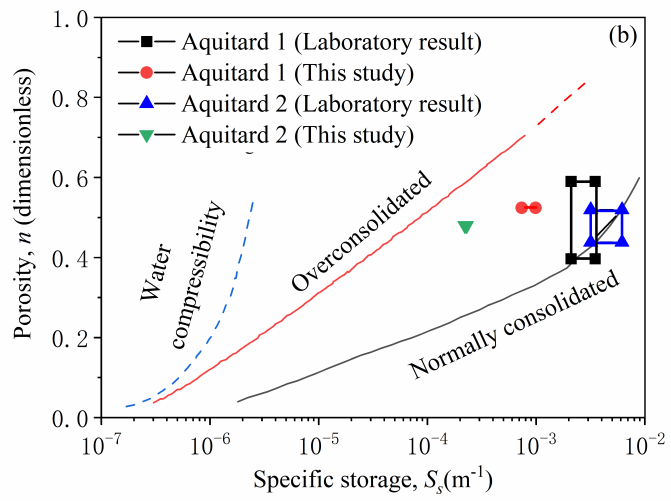 (b)
Aquitard 1 (Laboratory result)
Aquitard 1 (This study)
Aquitard 2 (Laboratory result)
Aquitard 2 (This study)
1.0
0.8
0.6
0.4
0.2
0.0
Porosity, n (dimensionless)
Water
compressibility
Overconsolidated
Normally consolidated
10⁻⁷
10⁻⁶
10⁻⁵
10⁻⁴
10⁻³
10⁻²
Specific storage, Sₛ(m⁻¹)